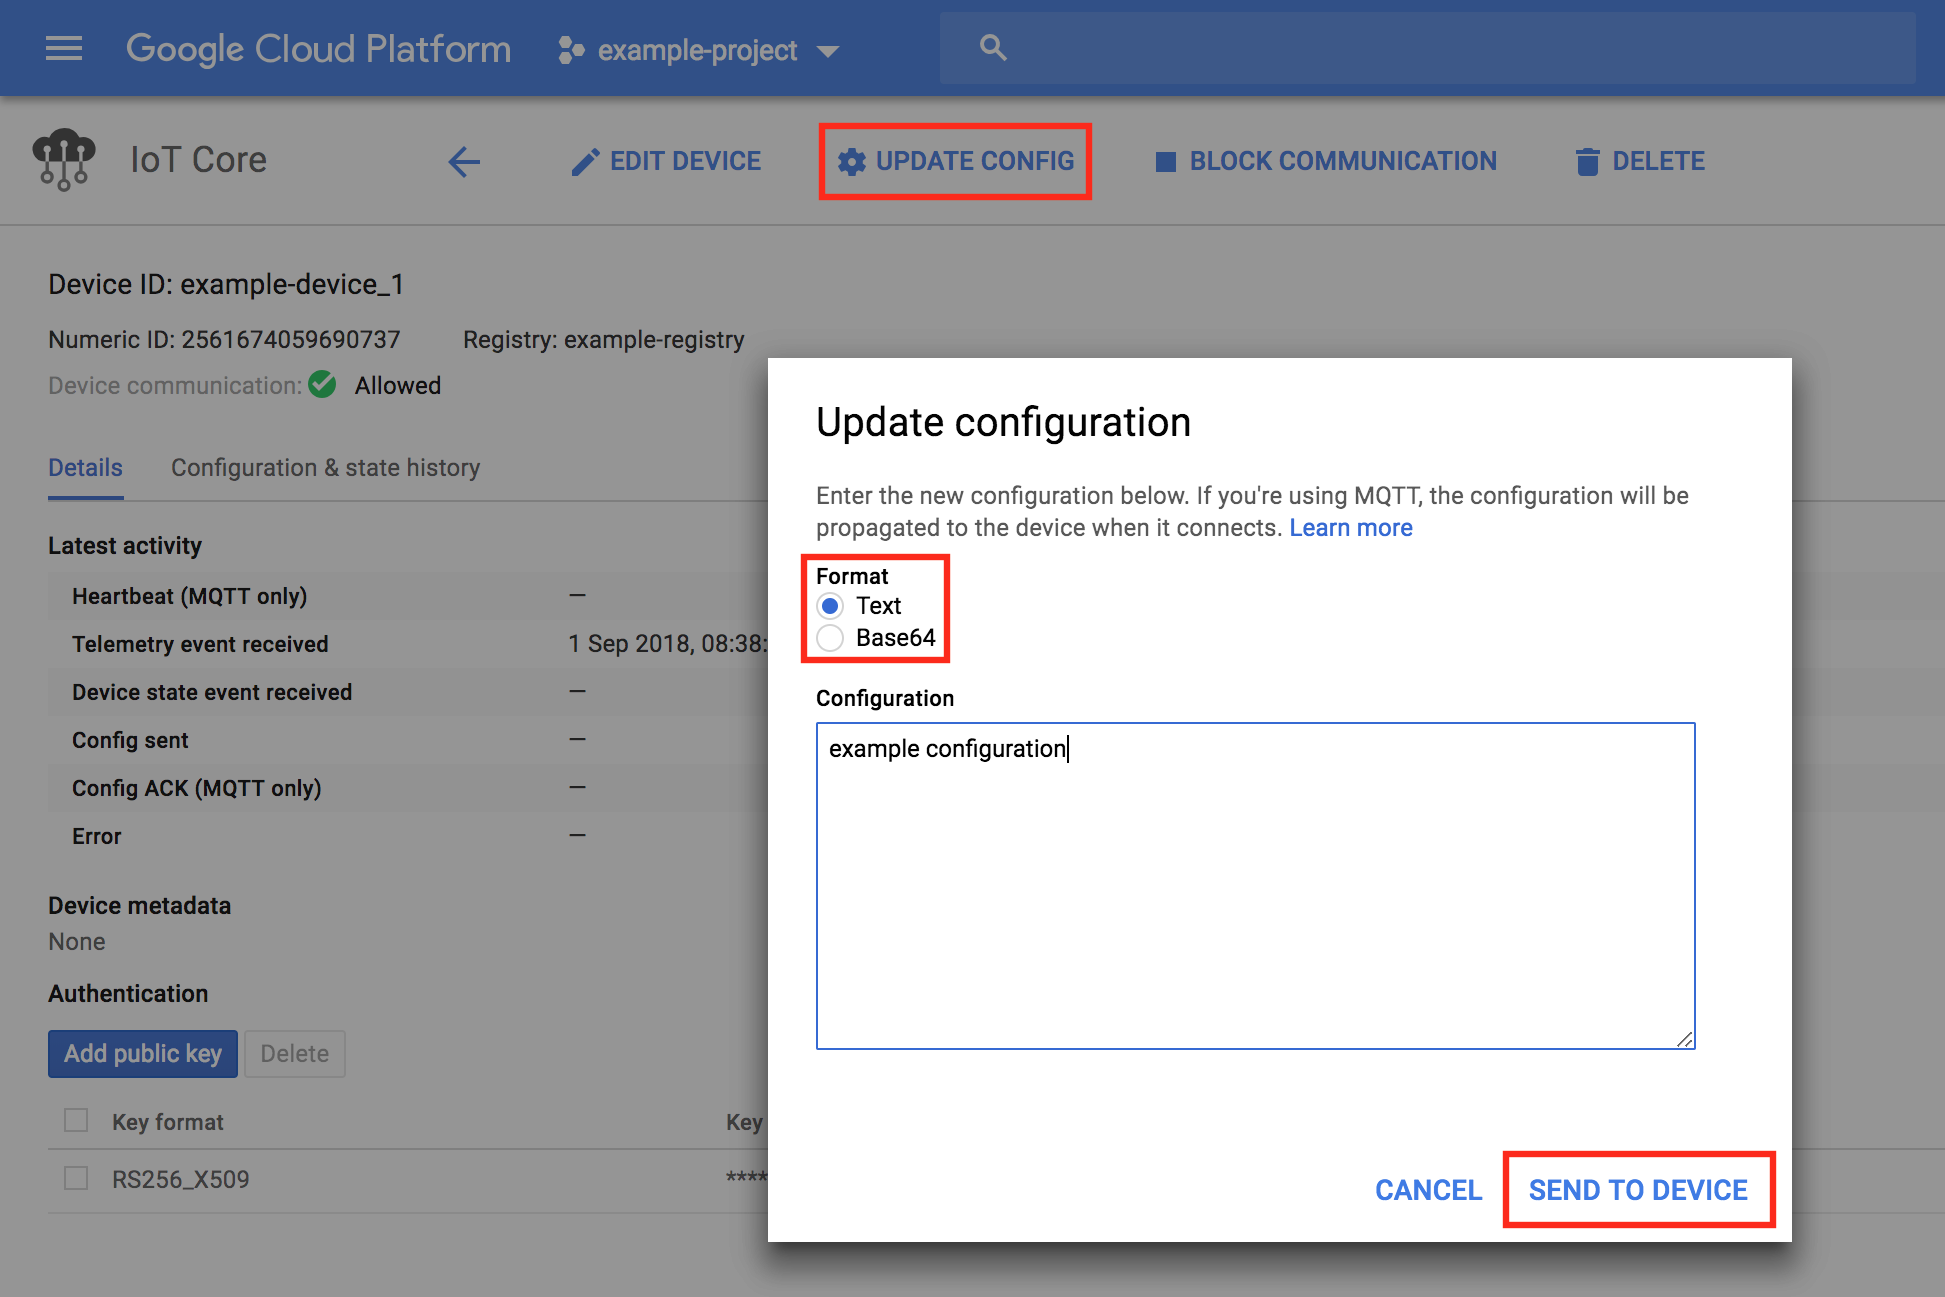 Google Cloud Platform example-project
IoT Core EDIT DEVICE UPDATE CONFIG BLOCK COMMUNICATION DELETE
Device ID: example-device_1
Numeric ID: 2561674059690737 Registry: example-registry
Device communication: Allowed
Details Configuration & state history
Latest activity
Heartbeat (MQTT only) —
Telemetry event received 1 Sep 2018, 08:38:
Device state event received —
Config sent —
Config ACK (MQTT only) —
Error —
Device metadata
None
Authentication
Add public key Delete
Key format Key
RS256_X509 ****
Update configuration
Enter the new configuration below. If you're using MQTT, the configuration will be
propagated to the device when it connects. Learn more
Format
Text
Base64
Configuration
example configuration
CANCEL SEND TO DEVICE